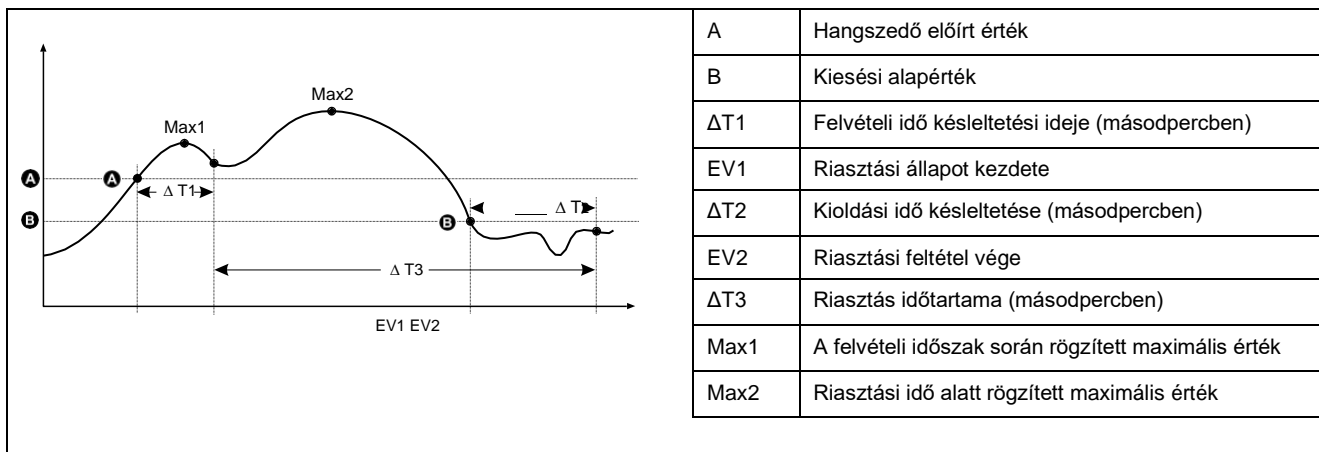 Max2
Max1
A
A
Δ T1
B
B
Δ T2
Δ T3
EV1 EV2
A Hangszedő előírt érték
B Kiesési alapérték
ΔT1 Felvételi idő késleltetési ideje (másodpercben)
EV1 Riasztási állapot kezdete
ΔT2 Kioldási idő késleltetése (másodpercben)
EV2 Riasztási feltétel vége
ΔT3 Riasztás időtartama (másodpercben)
Max1 A felvételi időszak során rögzített maximális érték
Max2 Riasztási idő alatt rögzített maximális érték